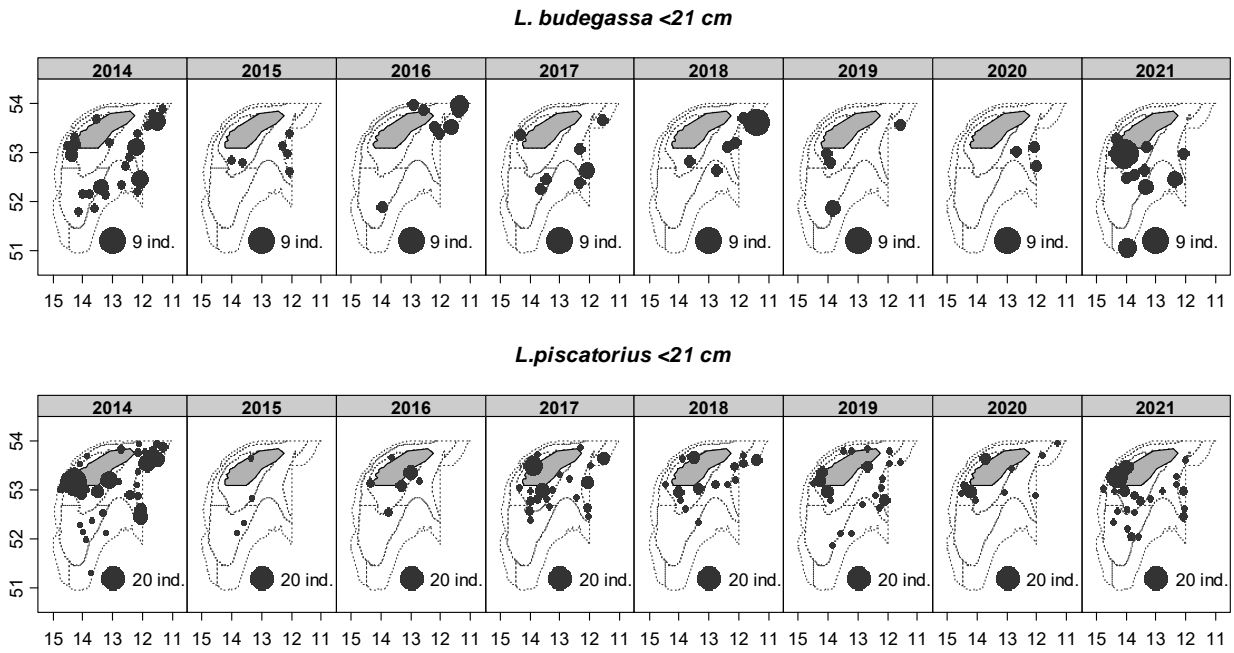 L. budegassa <21 cm
2014 2015 2016 2017 2018 2019 2020 2021
54
53
52
51
9 ind. 9 ind. 9 ind. 9 ind. 9 ind. 9 ind. 9 ind. 9 ind.
15 14 13 12 11 15 14 13 12 11 15 14 13 12 11 15 14 13 12 11 15 14 13 12 11 15 14 13 12 11 15 14 13 12 11 15 14 13 12 11
L.piscatorius <21 cm
2014 2015 2016 2017 2018 2019 2020 2021
54
53
52
51
20 ind. 20 ind. 20 ind. 20 ind. 20 ind. 20 ind. 20 ind. 20 ind.
15 14 13 12 11 15 14 13 12 11 15 14 13 12 11 15 14 13 12 11 15 14 13 12 11 15 14 13 12 11 15 14 13 12 11 15 14 13 12 11